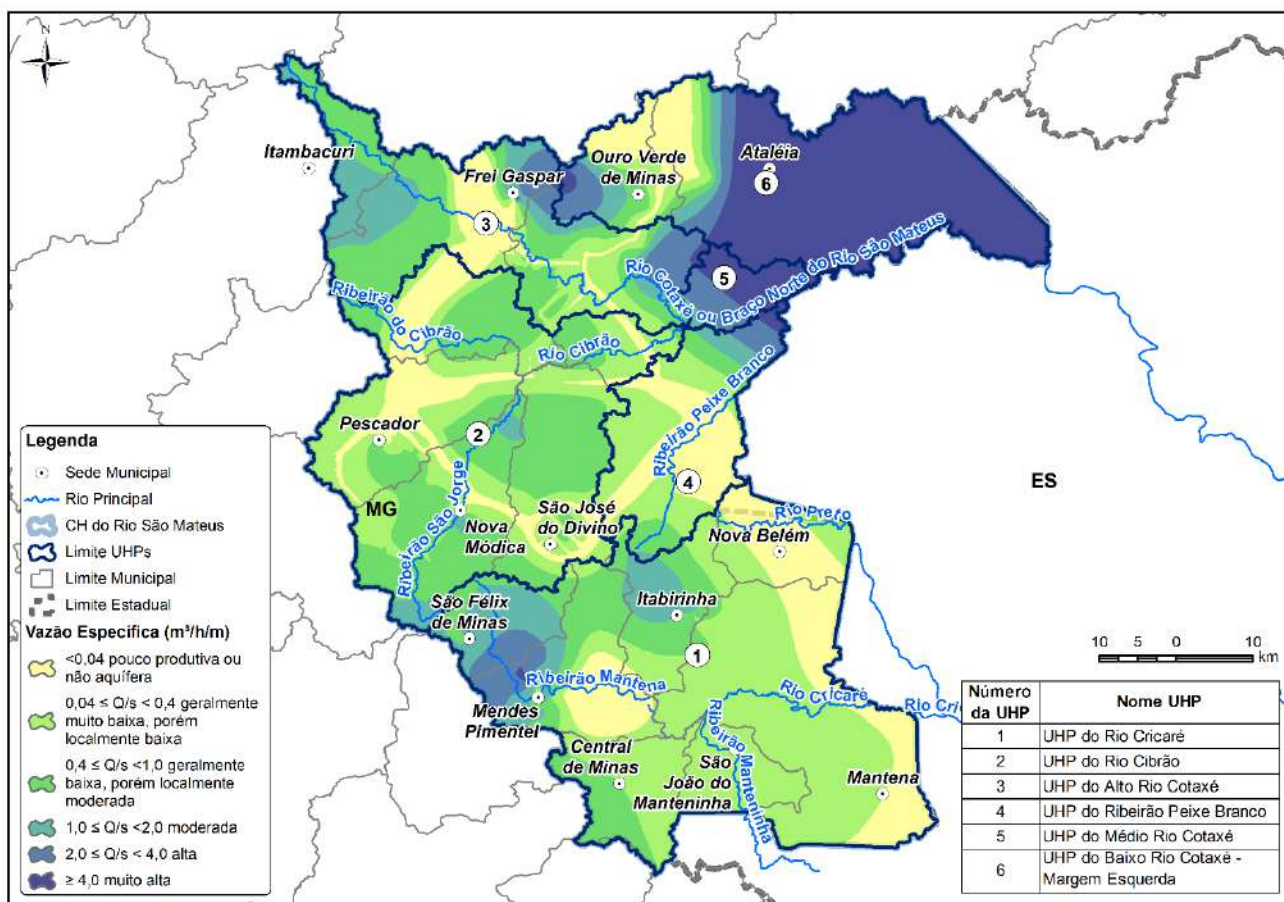 N
Itambacuri
Frei Gaspar
Ouro Verde
de Minas
Ataléia
6
3
5
Rio Cotaxé ou Braço Norte do Rio São Mateus
Ribeirão do Cibrão
Rio Cibrão
Ribeirão Peixe Branco
Pescador
2
4
ES
MG
Ribeirão São Jorge
Nova
Módica
São José
do Divino
Rio Preto
Nova Belém
São Félix
de Minas
Itabirinha
1
Ribeirão Mantena
Mendes
Pimentel
Rio Cricaré
Rio Cri
Central
de Minas
São
João do
Manteninha
Ribeirão Manteninha
Mantena
10 5 0 10
km
Legenda
Sede Municipal
Rio Principal
CH do Rio São Mateus
Limite UHPs
Limite Municipal
Limite Estadual
Vazão Específica (m³/h/m)
<0,04 pouco produtiva ou
não aquífera
0,04 ≤ Q/s < 0,4 geralmente
muito baixa, porém
localmente baixa
0,4 ≤ Q/s <1,0 geralmente
baixa, porém localmente
moderada
1,0 ≤ Q/s <2,0 moderada
2,0 ≤ Q/s < 4,0 alta
≥ 4,0 muito alta
Número
da UHP
Nome UHP
1 UHP do Rio Cricaré
2 UHP do Rio Cibrão
3 UHP do Alto Rio Cotaxé
4 UHP do Ribeirão Peixe Branco
5 UHP do Médio Rio Cotaxé
6 UHP do Baixo Rio Cotaxé -
Margem Esquerda